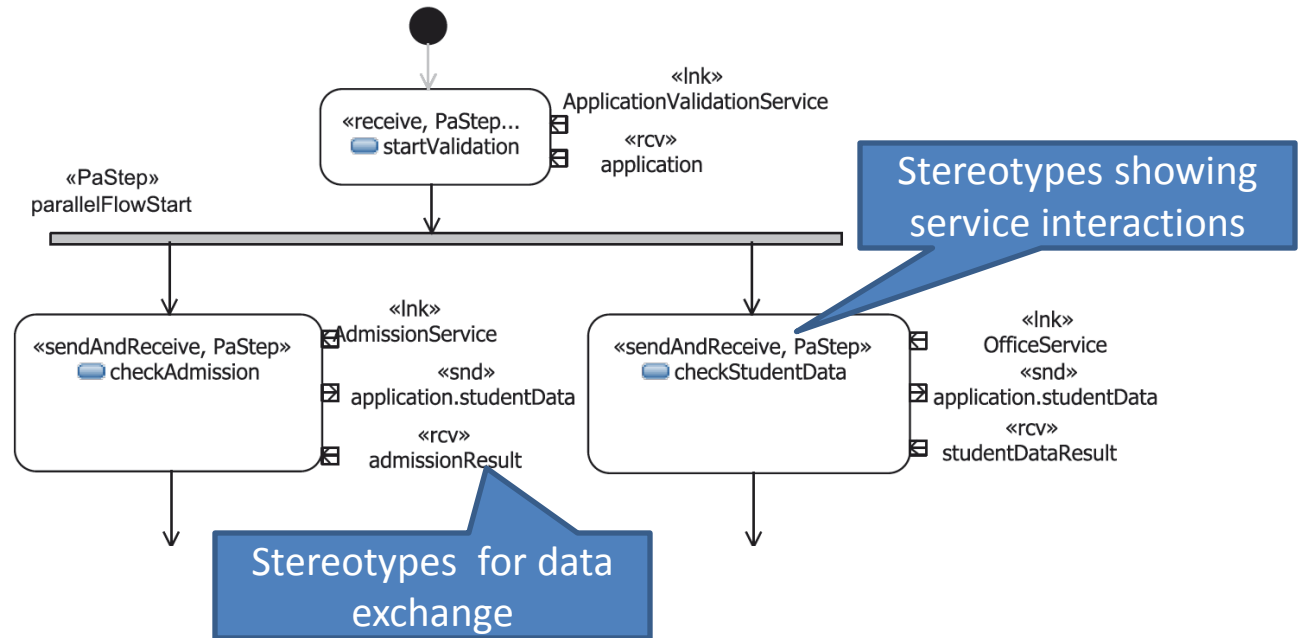 «lnk»
ApplicationValidationService
«receive, PaStep...
startValidation
«rcv»
application
«PaStep»
parallelFlowStart
Stereotypes showing
service interactions
«lnk»
AdmissionService
«sendAndReceive, PaStep»
checkAdmission
«snd»
application.studentData
«rcv»
admissionResult
«sendAndReceive, PaStep»
checkStudentData
«lnk»
OfficeService
«snd»
application.studentData
«rcv»
studentDataResult
Stereotypes for data
exchange